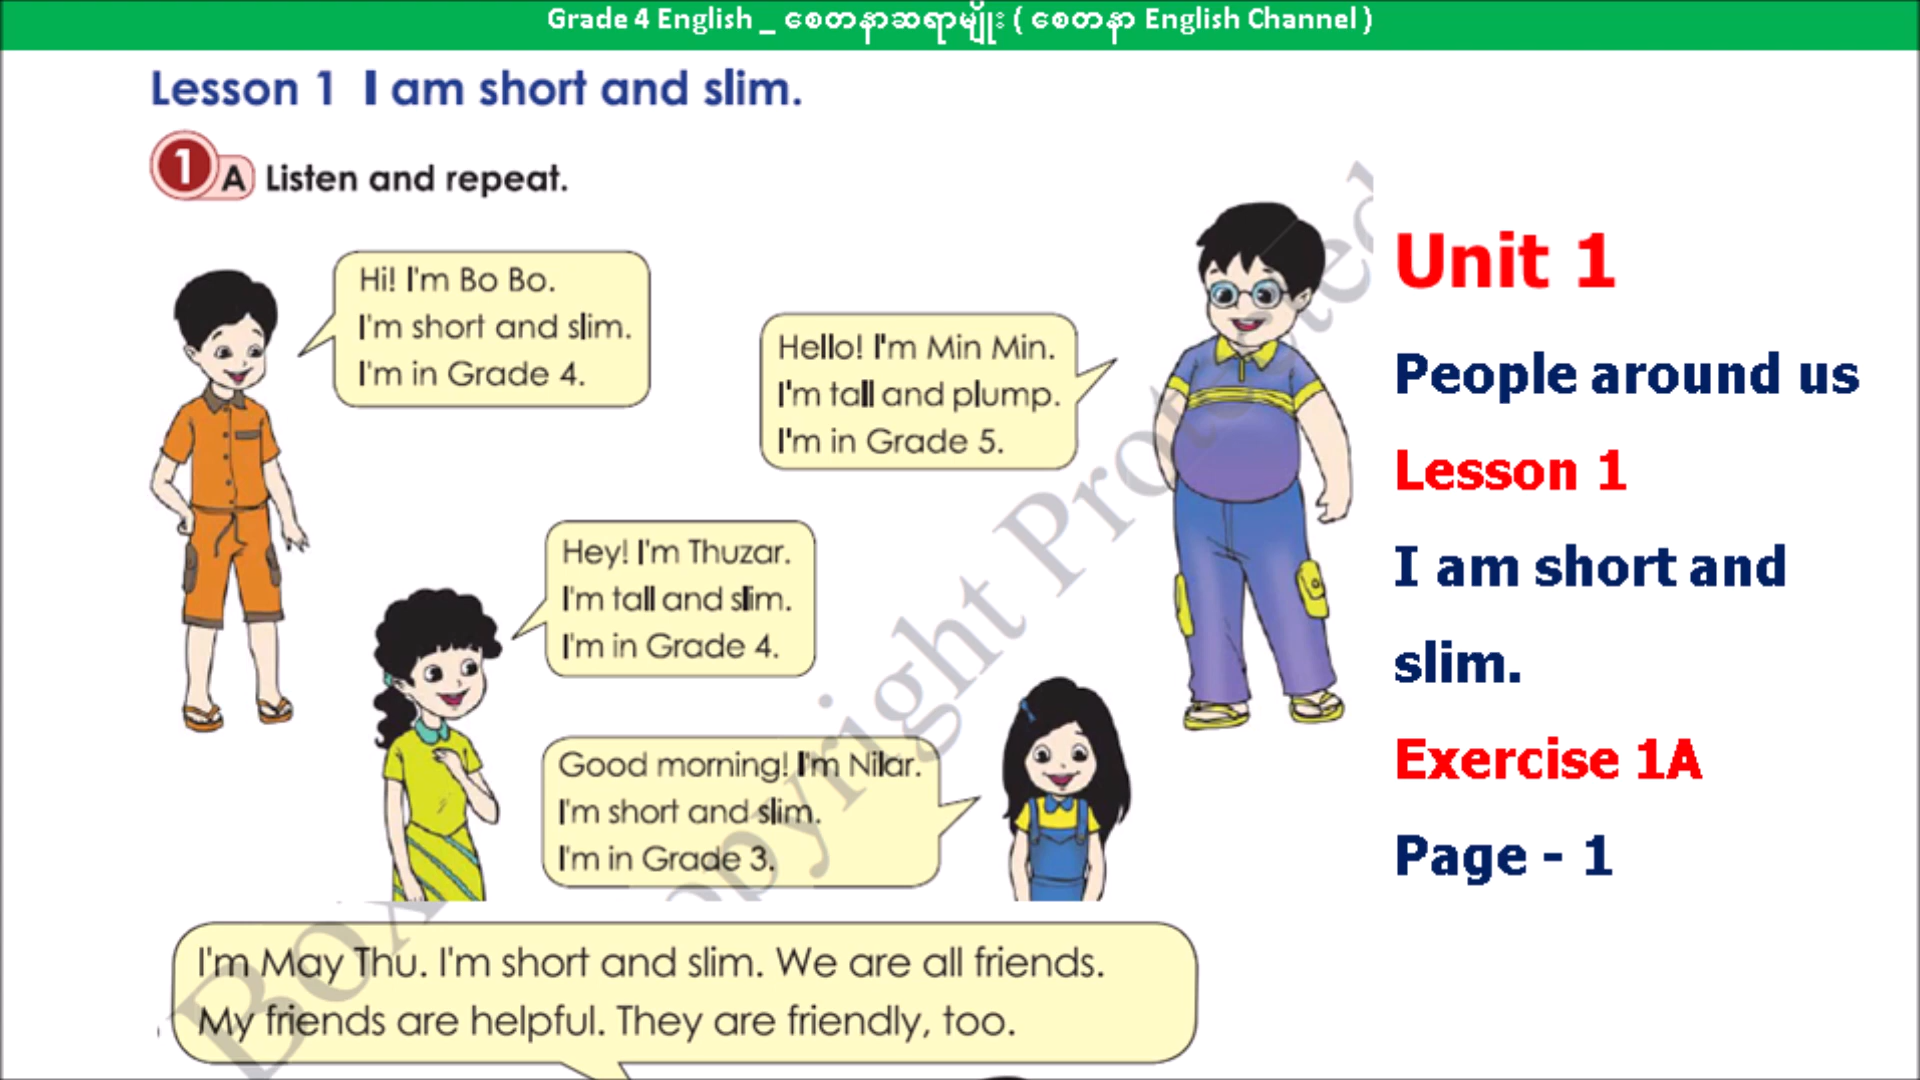 Grade 4 English _ စေတနာဆရာမျိုး ( စေတနာ English Channel )
Lesson 1 I am short and slim.
1 A Listen and repeat.
Hi! I'm Bo Bo.
I'm short and slim.
I'm in Grade 4.
Hello! I'm Min Min.
I'm tall and plump.
I'm in Grade 5.
Hey! I'm Thuzar.
I'm tall and slim.
I'm in Grade 4.
Good morning! I'm Nilar.
I'm short and slim.
I'm in Grade 3.
I'm May Thu. I'm short and slim. We are all friends.
My friends are helpful. They are friendly, too.
Unit 1
People around us
Lesson 1
I am short and
slim.
Exercise 1A
Page - 1